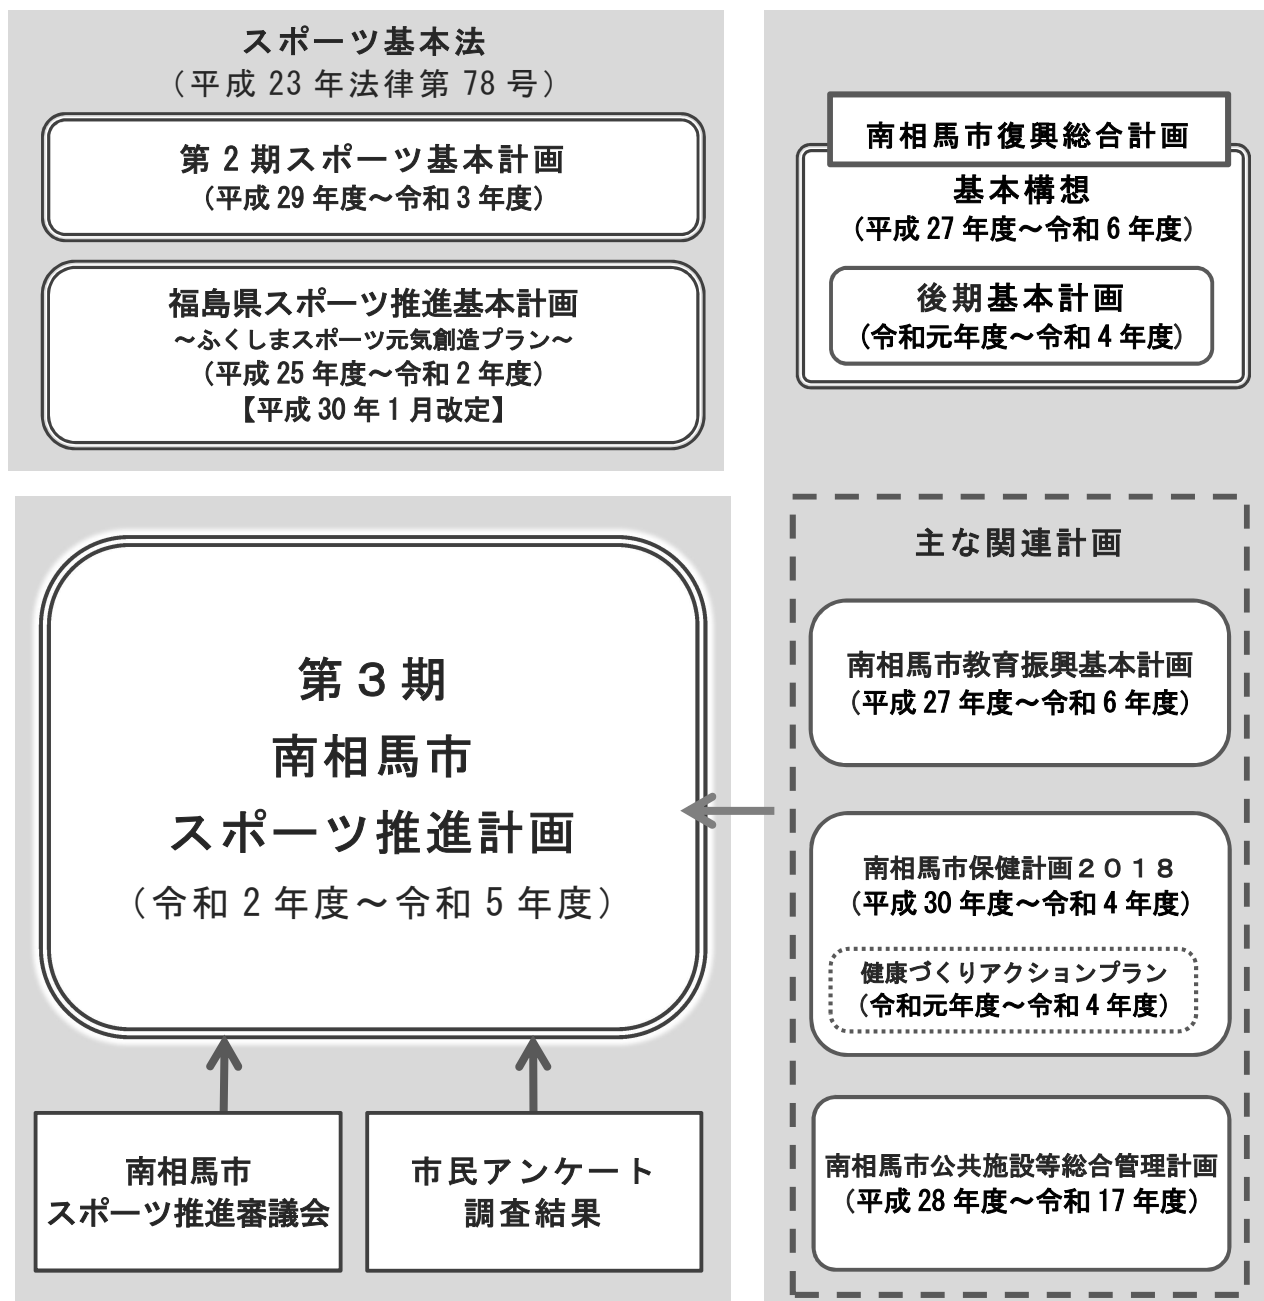 スポーツ基本法
（平成 23 年法律第 78 号）
第 2 期スポーツ基本計画
（平成 29 年度～令和 3 年度）
福島県スポーツ推進基本計画
～ふくしまスポーツ元気創造プラン～
（平成 25 年度～令和 2 年度）
【平成 30 年 1 月改定】
南相馬市復興総合計画
基本構想
（平成 27 年度～令和 6 年度）
後期基本計画
（令和元年度～令和 4 年度）
第３期
南相馬市
スポーツ推進計画
（令和 2 年度～令和 5 年度）
南相馬市
スポーツ推進審議会
市民アンケート
調査結果
主な関連計画
南相馬市教育振興基本計画
（平成 27 年度～令和 6 年度）
南相馬市保健計画２０１８
（平成 30 年度～令和 4 年度）
健康づくりアクションプラン
（令和元年度～令和 4 年度）
南相馬市公共施設等総合管理計画
（平成 28 年度～令和 17 年度）